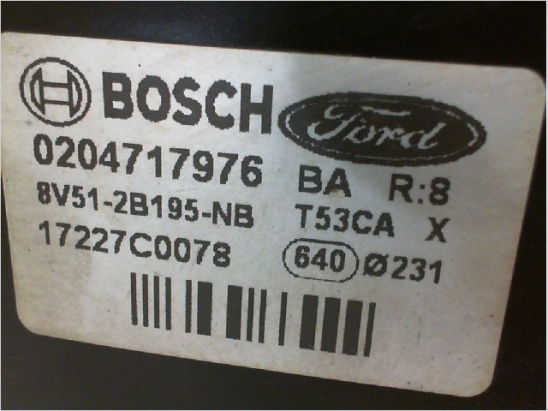 BOSCH Ford
0204717976 BA R:8
8V51-2B195-NB T53CA X
17227C0078 640 Ø231